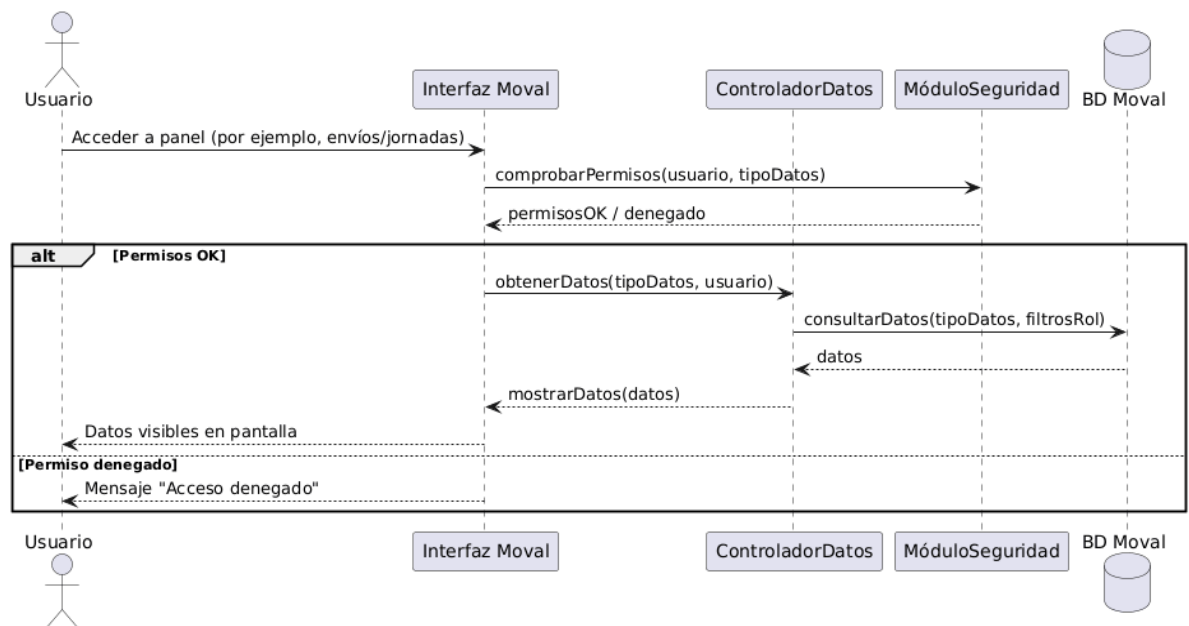 Usuario
Interfaz Moval
ControladorDatos
MóduloSeguridad
BD Moval
Acceder a panel (por ejemplo, envíos/jornadas)
comprobarPermisos(usuario, tipoDatos)
permisosOK / denegado
alt
[Permisos OK]
obtenerDatos(tipoDatos, usuario)
consultarDatos(tipoDatos, filtrosRol)
datos
mostrarDatos(datos)
Datos visibles en pantalla
[Permiso denegado]
Mensaje "Acceso denegado"
Usuario
Interfaz Moval
ControladorDatos
MóduloSeguridad
BD Moval